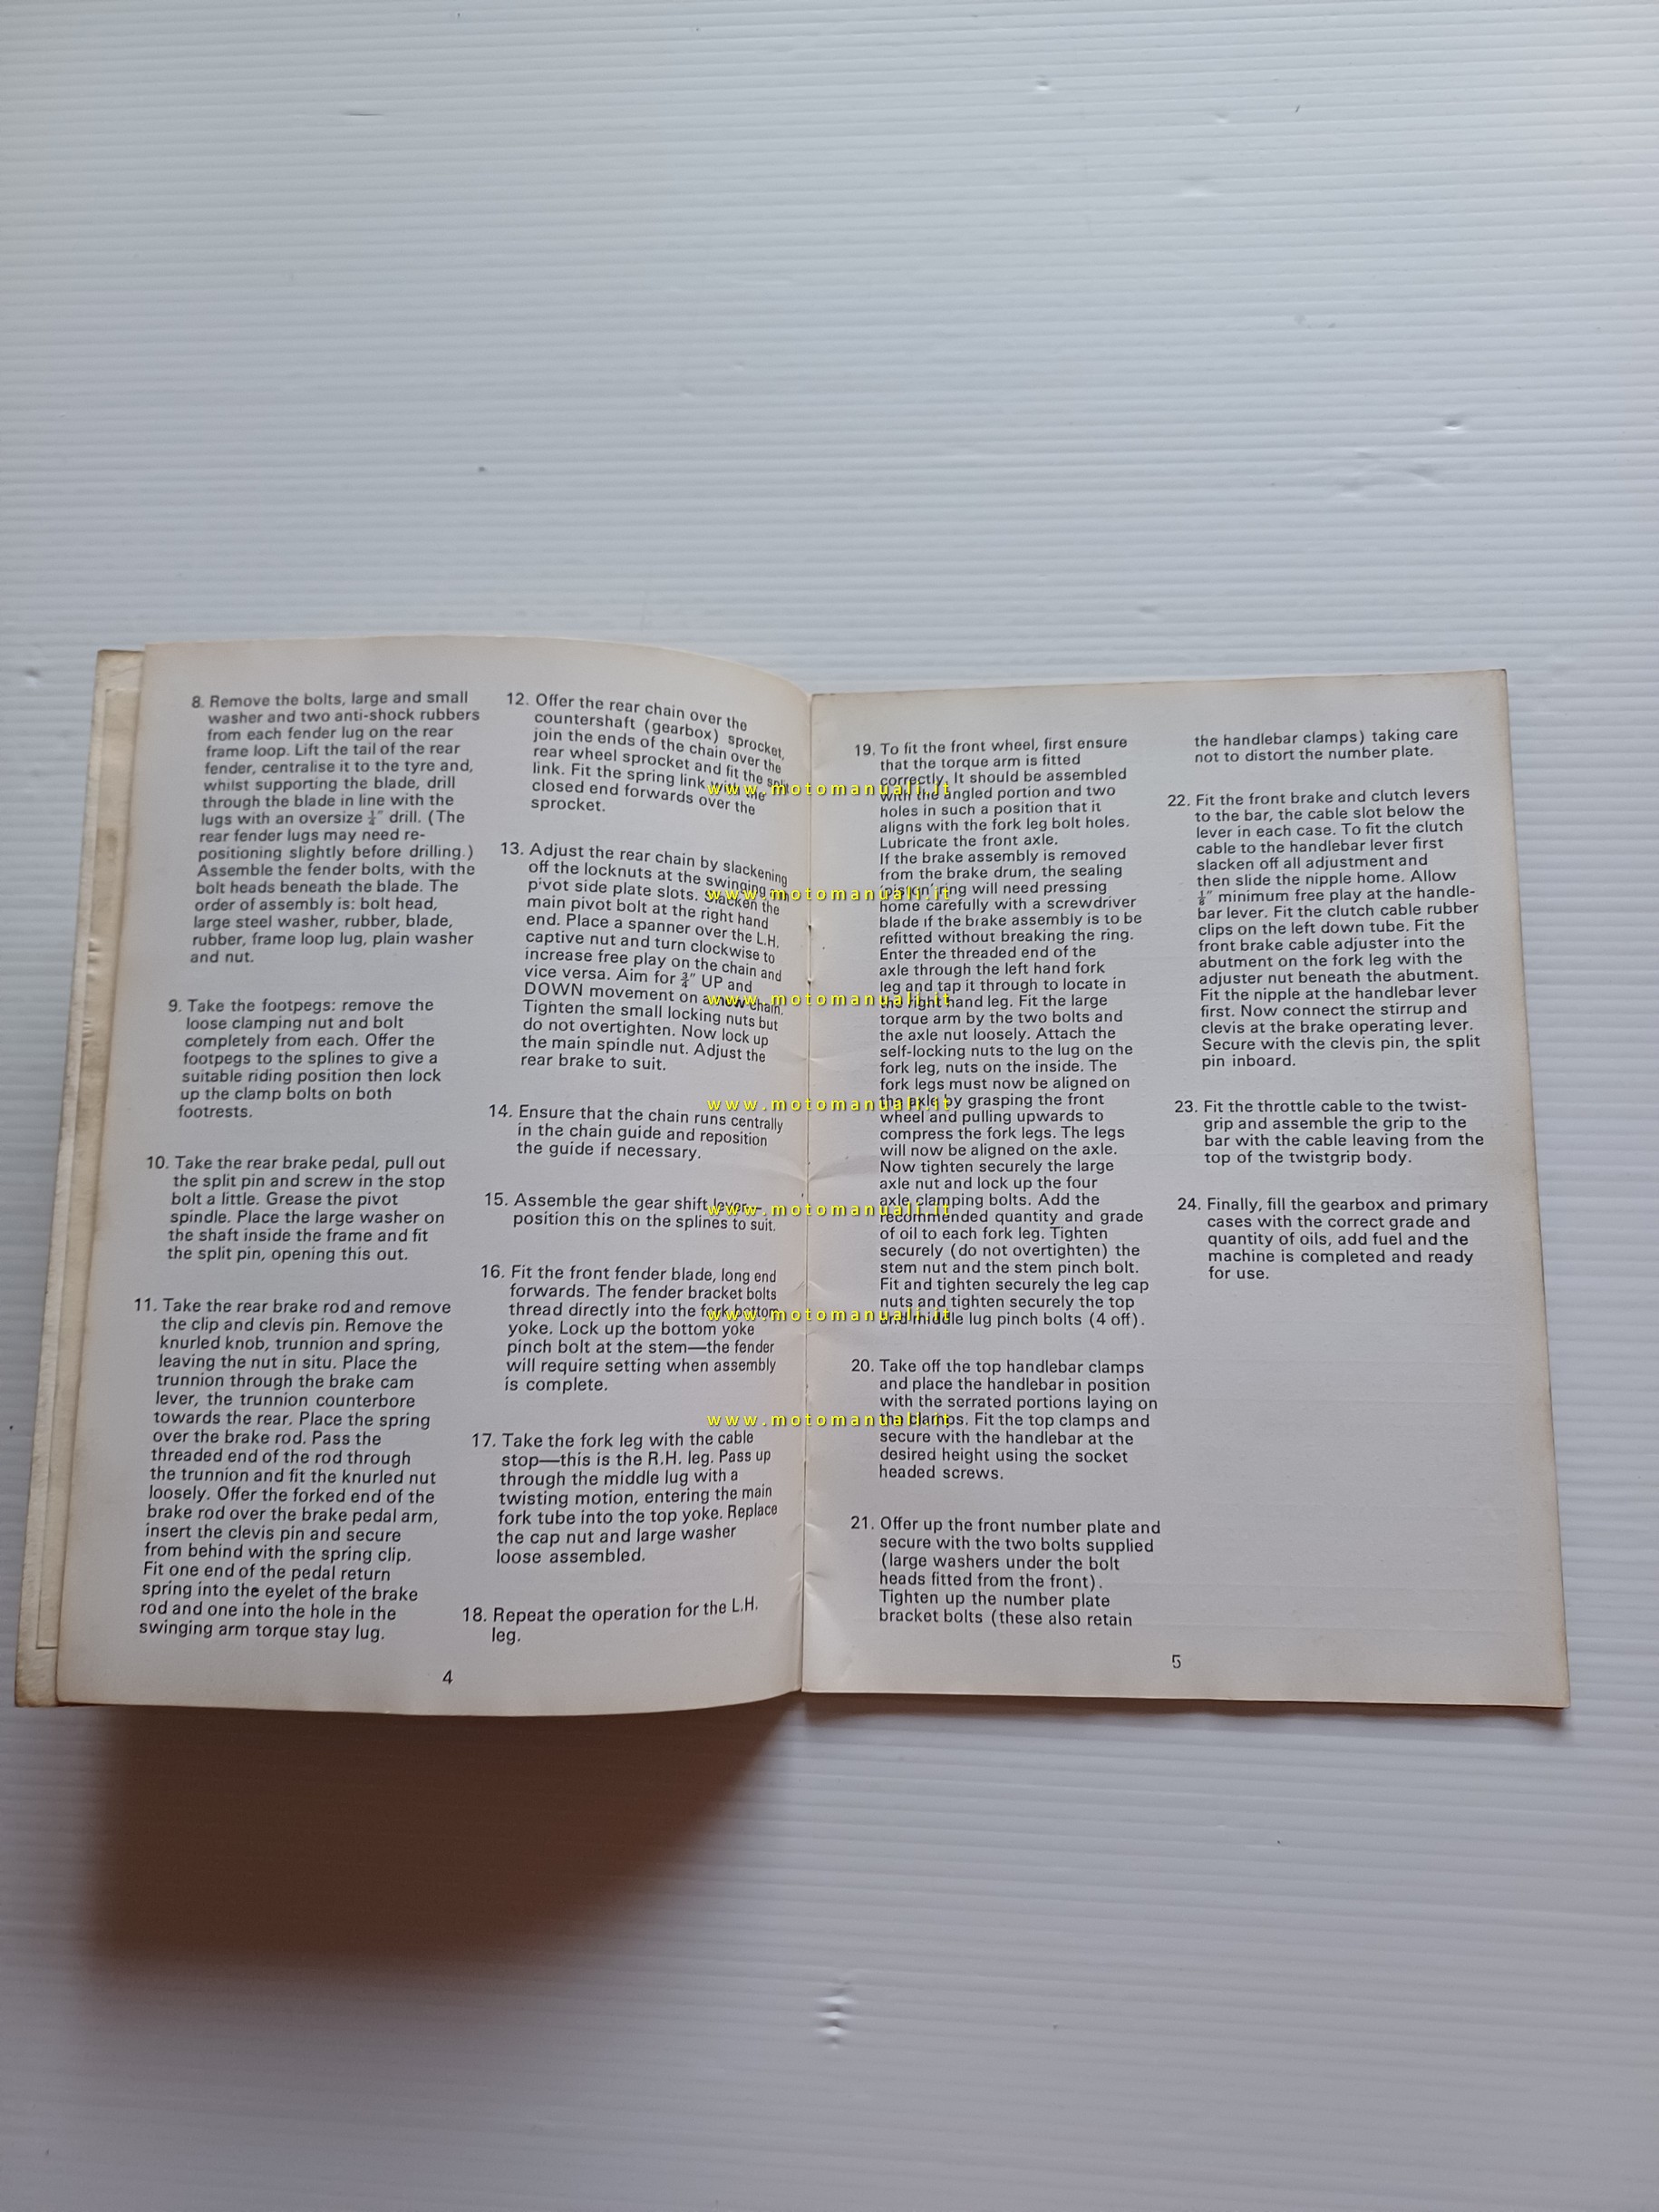 8. Remove the bolts, large and small
washer and two anti-shock rubbers
from each fender lug on the rear
frame loop. Lift the tail of the rear
fender, centralise it to the tyre and,
whilst supporting the blade, drill
through the blade in line with the
lugs with an oversize ¼″ drill. (The
rear fender lugs may need re-
positioning slightly before drilling.)
Assemble the fender bolts, with the
bolt heads beneath the blade. The
order of assembly is: bolt head,
large steel washer, rubber, blade,
rubber, frame loop lug, plain washer
and nut.
9. Take the footpegs: remove the
loose clamping nut and bolt
completely from each. Offer the
footpegs to the splines to give a
suitable riding position then lock
up the clamp bolts on both
footrests.
10. Take the rear brake pedal, pull out
the split pin and screw in the stop
bolt a little. Grease the pivot
spindle. Place the large washer on
the shaft inside the frame and fit
the split pin, opening this out.
11. Take the rear brake rod and remove
the clip and clevis pin. Remove the
knurled knob, trunnion and spring,
leaving the nut in situ. Place the
trunnion through the brake cam
lever, the trunnion counterbore
towards the rear. Place the spring
over the brake rod. Pass the
threaded end of the rod through
the trunnion and fit the knurled nut
loosely. Offer the forked end of the
brake rod over the brake pedal arm,
insert the clevis pin and secure
from behind with the spring clip.
Fit one end of the pedal return
spring into the eyelet of the brake
rod and one into the hole in the
swinging arm torque stay lug.
12. Offer the rear chain over the
countershaft (gearbox) sprocket,
join the ends of the chain over the
rear wheel sprocket and fit the split
link. Fit the spring link with the
closed end forwards over the
sprocket.
13. Adjust the rear chain by slackening
off the locknuts at the swinging
pivot side plate slots. Slacken the
main pivot bolt at the right hand
end. Place a spanner over the L.H.
captive nut and turn clockwise to
increase free play on the chain and
vice versa. Aim for ¾″ UP and
DOWN movement on a new chain.
Tighten the small locking nuts but
do not overtighten. Now lock up
the main spindle nut. Adjust the
rear brake to suit.
14. Ensure that the chain runs centrally
in the chain guide and reposition
the guide if necessary.
15. Assemble the gear shift lever—
position this on the splines to suit.
16. Fit the front fender blade, long end
forwards. The fender bracket bolts
thread directly into the fork bottom
yoke. Lock up the bottom yoke
pinch bolt at the stem—the fender
will require setting when assembly
is complete.
17. Take the fork leg with the cable
stop—this is the R.H. leg. Pass up
through the middle lug with a
twisting motion, entering the main
fork tube into the top yoke. Replace
the cap nut and large washer
loose assembled.
18. Repeat the operation for the L.H.
leg.
4
19. To fit the front wheel, first ensure
that the torque arm is fitted
correctly. It should be assembled
with the angled portion and two
holes in such a position that it
aligns with the fork leg bolt holes.
Lubricate the front axle.
If the brake assembly is removed
from the brake drum, the sealing
ring will need pressing
home carefully with a screwdriver
blade if the brake assembly is to be
refitted without breaking the ring.
Enter the threaded end of the
axle through the left hand fork
leg and tap it through to locate in
the right hand leg. Fit the large
torque arm by the two bolts and
the axle nut loosely. Attach the
self-locking nuts to the lug on the
fork leg, nuts on the inside. The
fork legs must now be aligned on
the axle by grasping the front
wheel and pulling upwards to
compress the fork legs. The legs
will now be aligned on the axle.
Now tighten securely the large
axle nut and lock up the four
axle clamping bolts. Add the
recommended quantity and grade
of oil to each fork leg. Tighten
securely (do not overtighten) the
stem nut and the stem pinch bolt.
Fit and tighten securely the leg cap
nuts and tighten securely the top
and middle lug pinch bolts (4 off).
20. Take off the top handlebar clamps
and place the handlebar in position
with the serrated portions laying on
the clamps. Fit the top clamps and
secure with the handlebar at the
desired height using the socket
headed screws.
21. Offer up the front number plate and
secure with the two bolts supplied
(large washers under the bolt
heads fitted from the front).
Tighten up the number plate
bracket bolts (these also retain
the handlebar clamps) taking care
not to distort the number plate.
22. Fit the front brake and clutch levers
to the bar, the cable slot below the
lever in each case. To fit the clutch
cable to the handlebar lever first
slacken off all adjustment and
then slide the nipple home. Allow
⅛″ minimum free play at the handle-
bar lever. Fit the clutch cable rubber
clips on the left down tube. Fit the
front brake cable adjuster into the
abutment on the fork leg with the
adjuster nut beneath the abutment.
Fit the nipple at the handlebar lever
first. Now connect the stirrup and
clevis at the brake operating lever.
Secure with the clevis pin, the split
pin inboard.
23. Fit the throttle cable to the twist-
grip and assemble the grip to the
bar with the cable leaving from the
top of the twistgrip body.
24. Finally, fill the gearbox and primary
cases with the correct grade and
quantity of oils, add fuel and the
machine is completed and ready
for use.
5
www.motomanuali.it
www.motomanuali.it
www.motomanuali.it
www.motomanuali.it
www.motomanuali.it
www.motomanuali.it
www.motomanuali.it